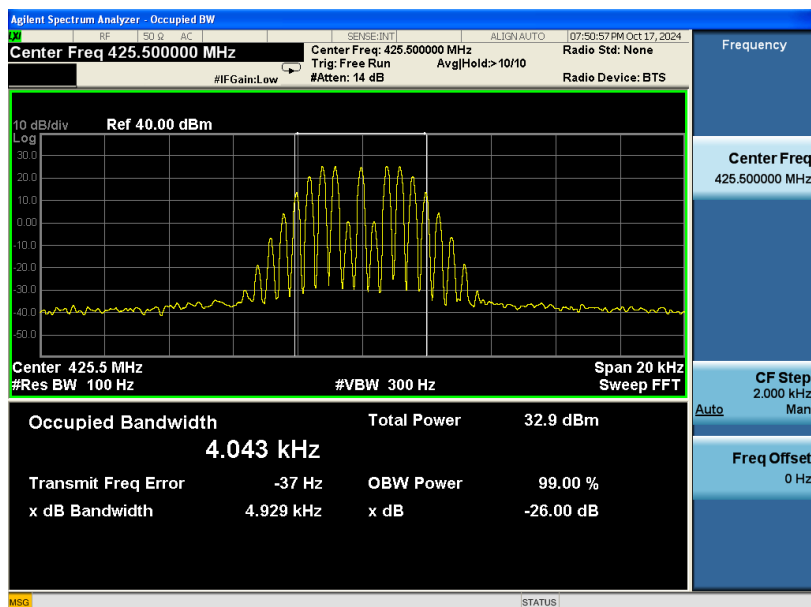 Agilent Spectrum Analyzer - Occupied BW
LXI RF 50 Ω AC SENSE:INT ALIGN AUTO 07:50:57 PM Oct 17, 2024
Center Freq 425.500000 MHz
Center Freq: 425.500000 MHz
Radio Std: None
Trig: Free Run
Avg|Hold:> 10/10
#IFGain:Low
#Atten: 14 dB
Radio Device: BTS
10 dB/div
Ref 40.00 dBm
Log
30.0
20.0
10.0
0.00
-10.0
-20.0
-30.0
-40.0
-50.0
Center 425.5 MHz
Span 20 kHz
#Res BW 100 Hz
#VBW 300 Hz
Sweep FFT
Occupied Bandwidth
4.043 kHz
Total Power 32.9 dBm
Transmit Freq Error -37 Hz
OBW Power 99.00 %
x dB Bandwidth 4.929 kHz
x dB -26.00 dB
Frequency
Center Freq
425.500000 MHz
CF Step
2.000 kHz
Auto Man
Freq Offset
0 Hz
MSG
STATUS